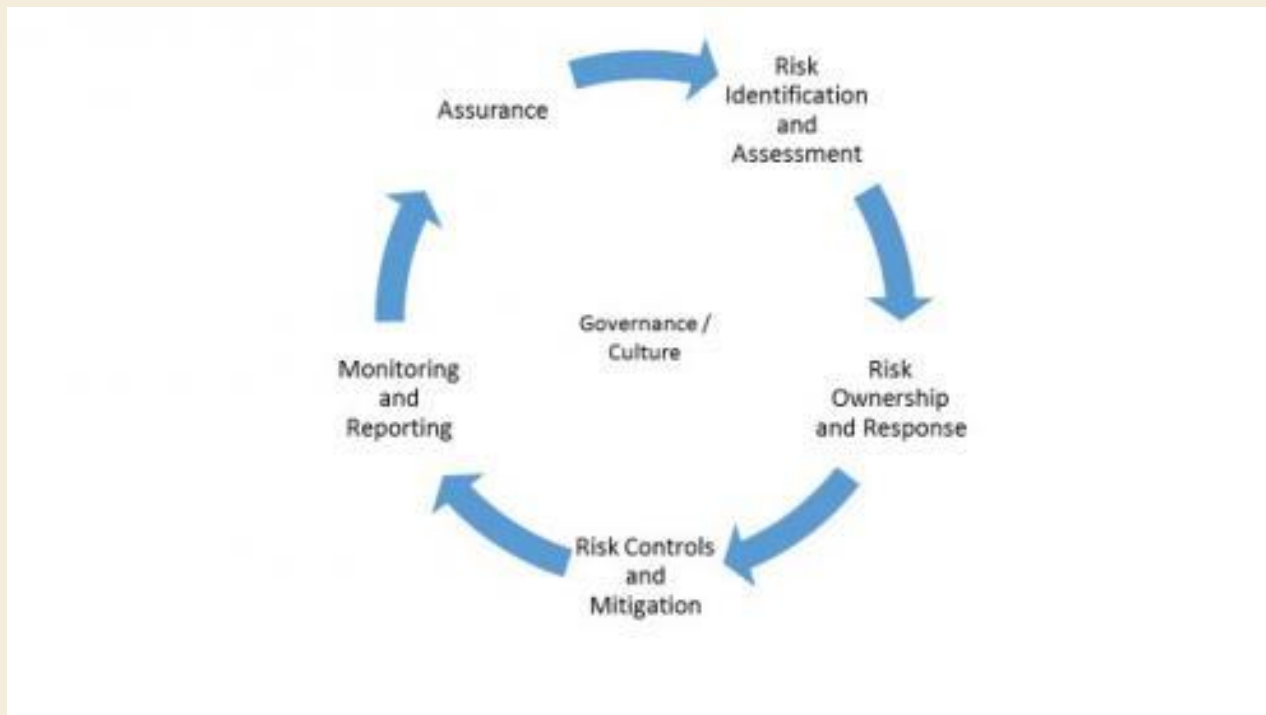 Assurance
Risk
Identification
and
Assessment
Governance /
Culture
Monitoring
and
Reporting
Risk
Ownership
and Response
Risk Controls
and
Mitigation